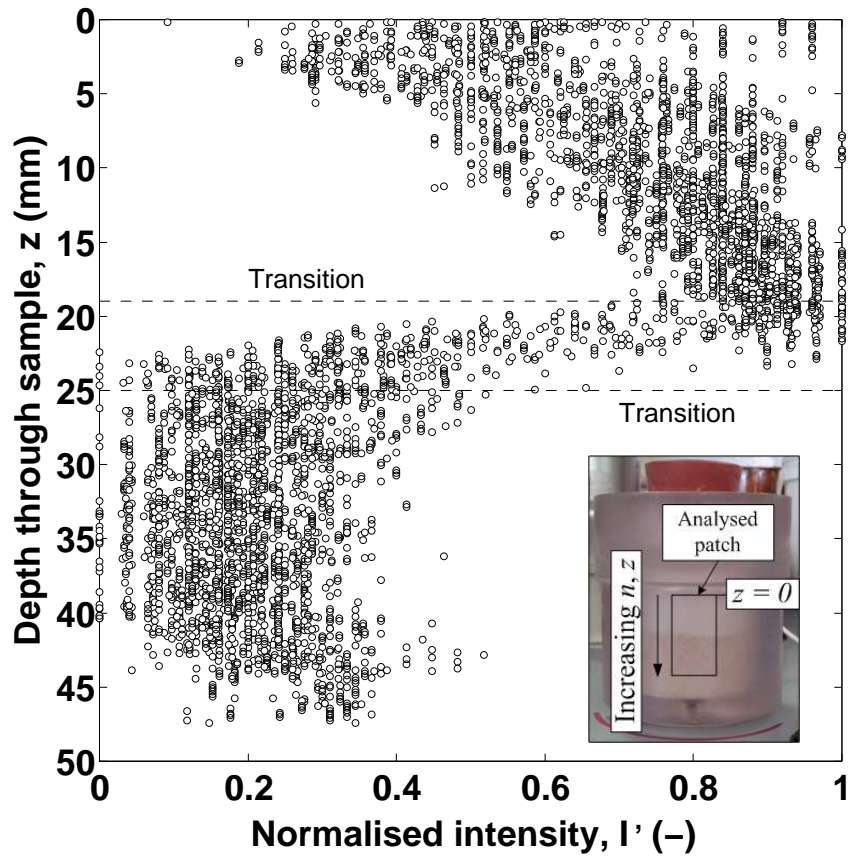 0
5
10
15
20
25
30
35
40
45
50
Depth through sample, z (mm)
Transition
Transition
Analysed
patch
z = 0
Increasing n, z
0
0.2
0.4
0.6
0.8
1
Normalised intensity, I ' (–)